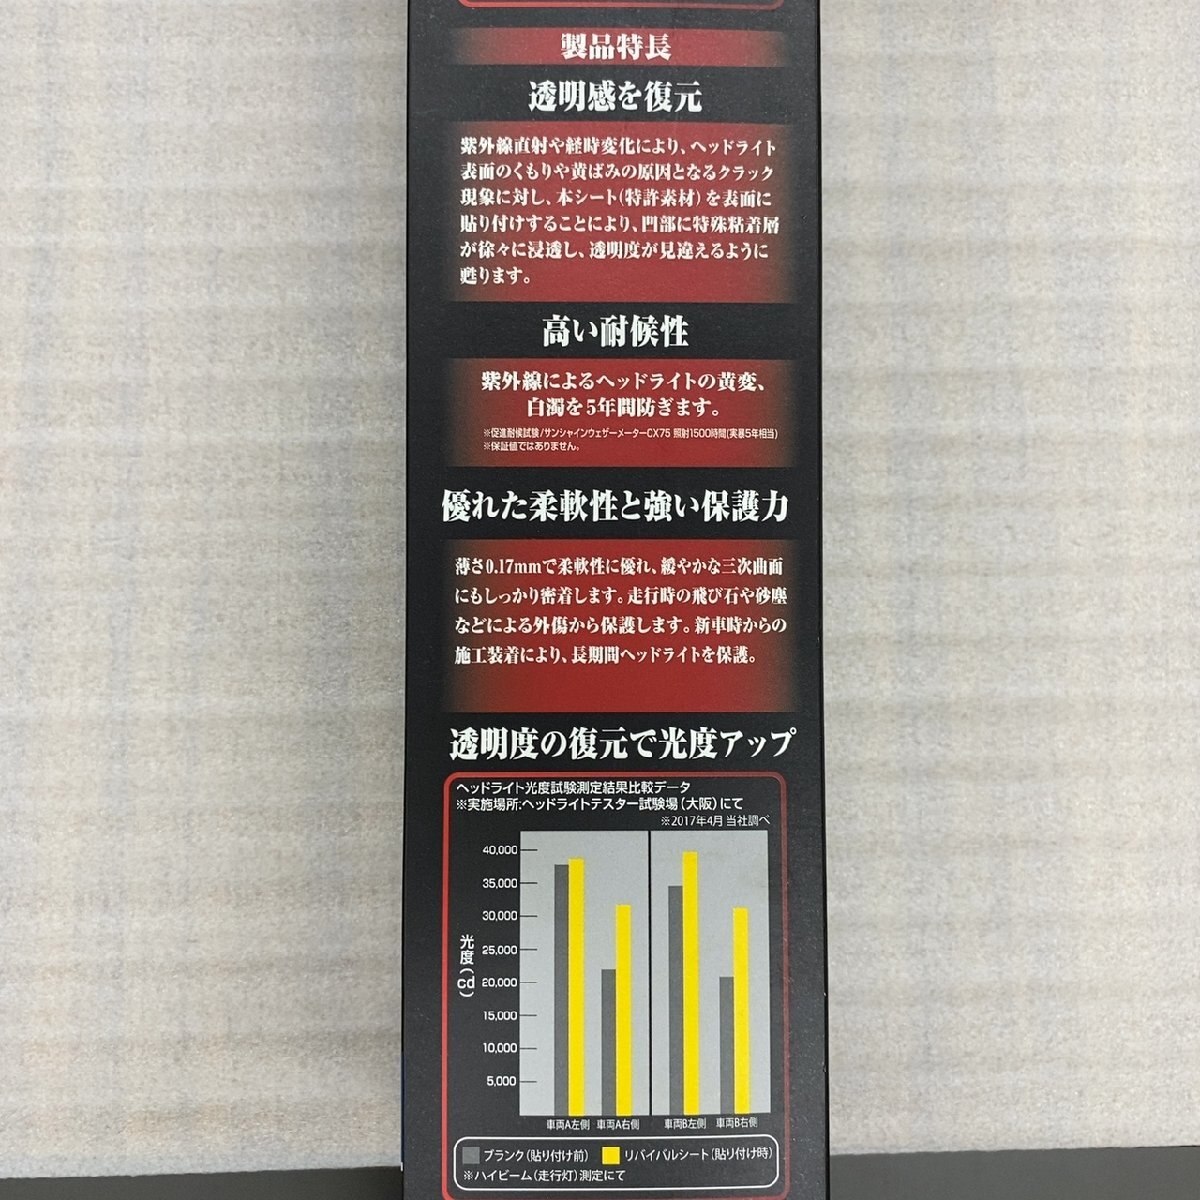 製品特長
透明感を復元
紫外線直射や経時変化により、ヘッドライト
表面のくもりや黄ばみの原因となるクラック
現象に対し、本シート(特許素材)を表面に
貼り付けすることにより、凹部に特殊粘着層
が徐々に浸透し、透明度が見違えるように
甦ります。
高い耐候性
紫外線によるヘッドライトの黄変、
白濁を5年間防ぎます。
※促進耐候試験/サンシャインウェザーメーターCX75 照射1500時間(実暴5年相当)
※保証値ではありません。
優れた柔軟性と強い保護力
薄さ0.17mmで柔軟性に優れ、緩やかな三次曲面
にもしっかり密着します。走行時の飛び石や砂塵
などによる外傷から保護します。新車時からの
施工装着により、長期間ヘッドライトを保護。
透明度の復元で光度アップ
ヘッドライト光度試験測定結果比較データ
※実施場所:ヘッドライトテスター試験場(大阪)にて
※2017年4月 当社調べ
光度(cd)
40,000
35,000
30,000
25,000
20,000
15,000
10,000
5,000
車両A左側 車両A右側 車両B左側 車両B右側
ブランク(貼り付け前) リバイバルシート(貼り付け時)
※ハイビーム(走行灯)測定にて